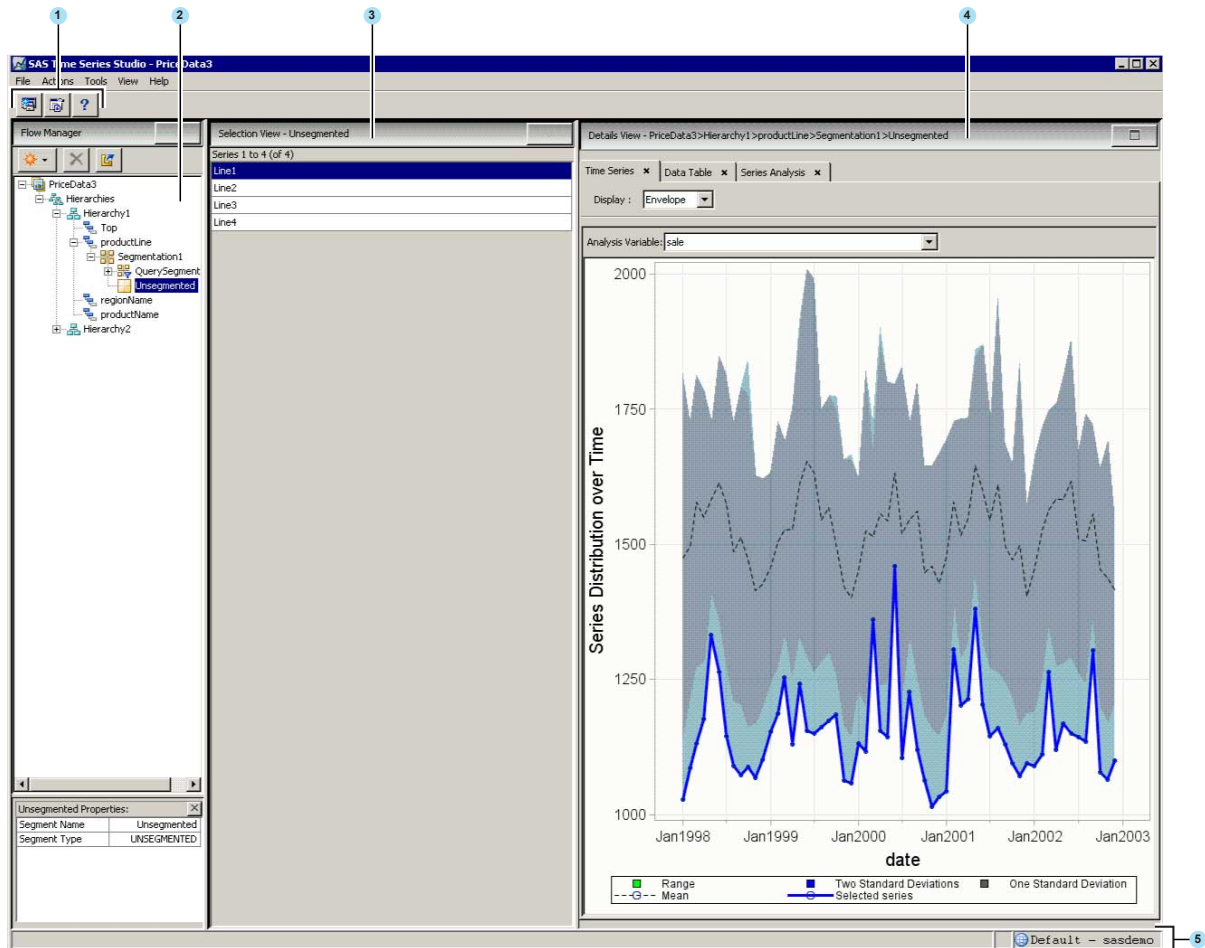 1 2 3 4
SAS Time Series Studio - PriceData3
File Actions Tools View Help
?
Flow Manager
PriceData3
Hierarchies
Hierarchy1
Top
productLine
Segmentation1
QuerySegment
Unsegmented
regionName
productName
Hierarchy2
Unsegmented Properties:
Segment Name Unsegmented
Segment Type UNSEGMENTED
Selection View - Unsegmented
Series 1 to 4 (of 4)
Line1
Line2
Line3
Line4
Details View - PriceData3>Hierarchy1>productLine>Segmentation1>Unsegmented
Time Series Data Table Series Analysis
Display : Envelope
Analysis Variable: sale
Series Distribution over Time
2000
1750
1500
1250
1000
Jan1998 Jan1999 Jan2000 Jan2001 Jan2002 Jan2003
date
Range Two Standard Deviations One Standard Deviation
Mean Selected series
Default - sasdemo
5